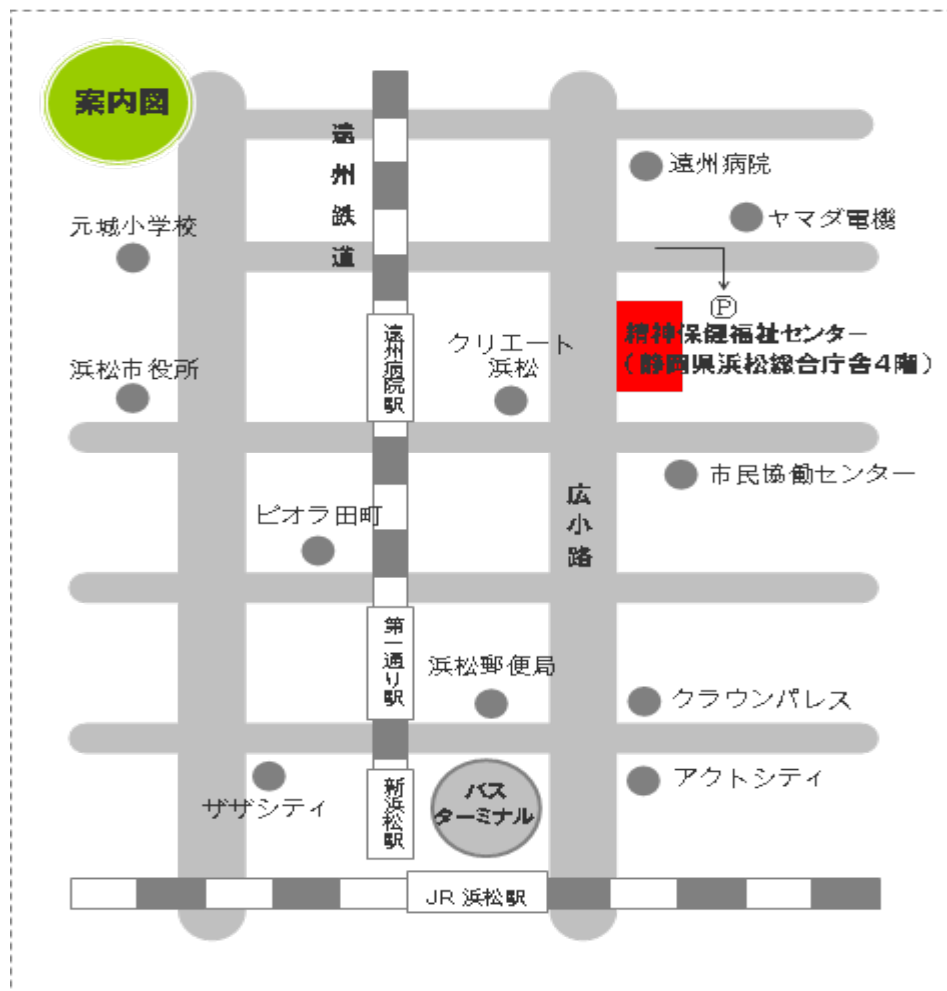 案内図
遠州鉄道
遠州病院
ヤマダ電機
元城小学校
Ⓟ
精神保健福祉センター
(静岡県浜松総合庁舎4階)
遠州病院駅
クリエート
浜松
浜松市役所
市民協働センター
広小路
ピオラ田町
第一通り駅
浜松郵便局
クラウンパレス
アクトシティ
ザザシティ
新浜松駅
バス
ターミナル
JR 浜松駅